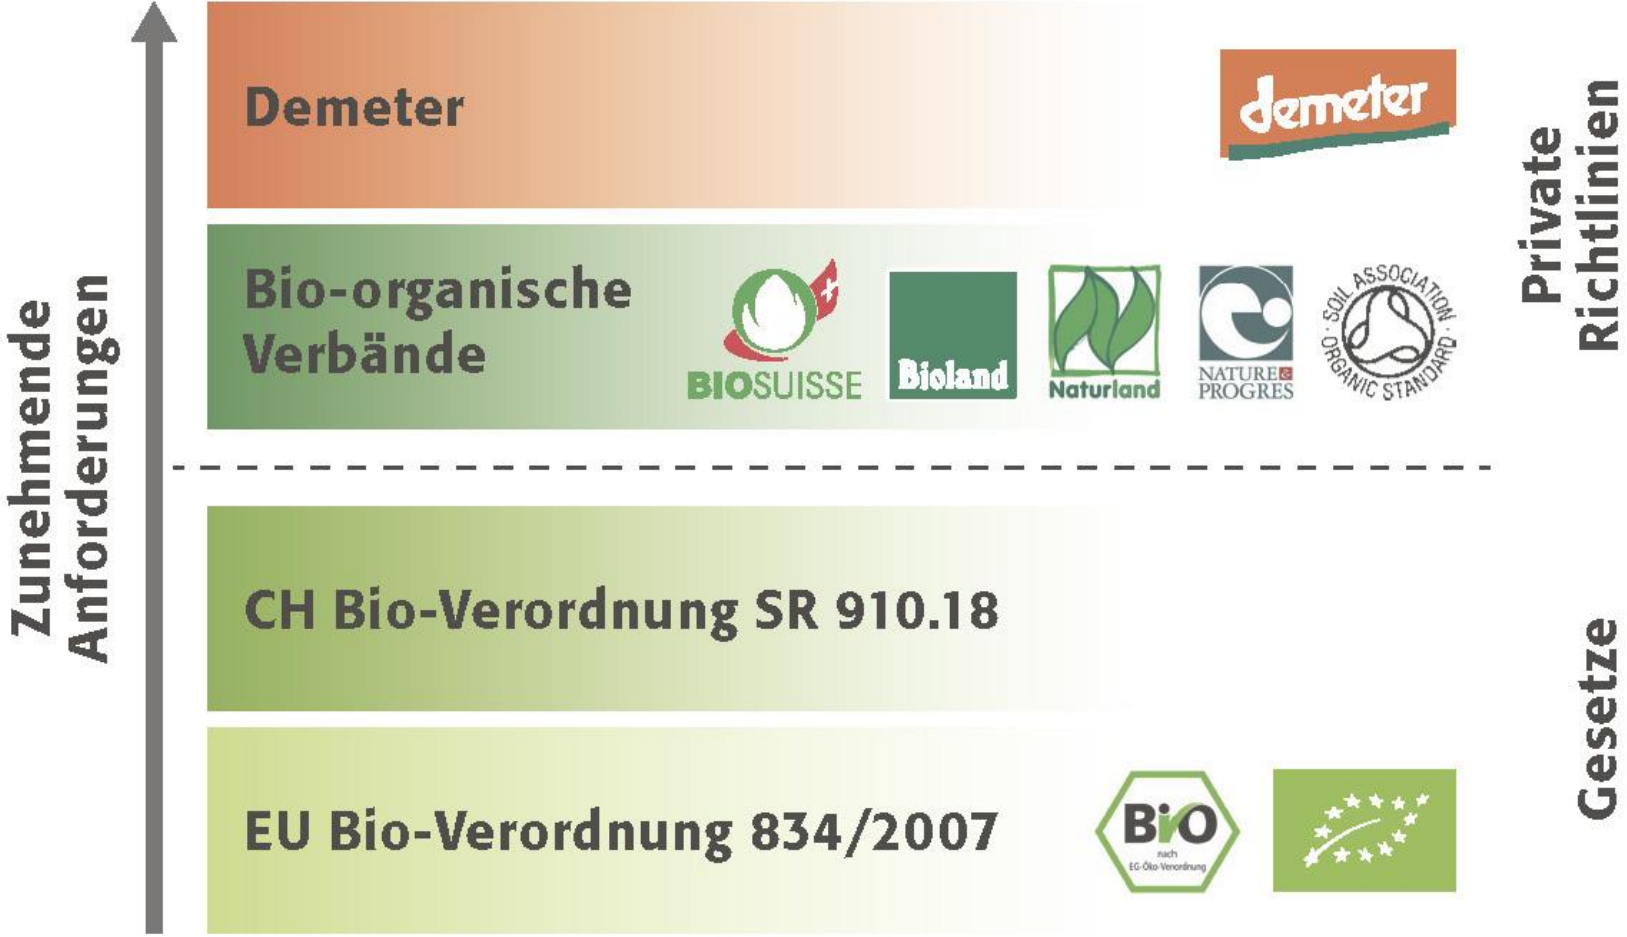 Zunehmende
Anforderungen
Demeter
demeter
Private
Richtlinien
Bio-organische
Verbände
BIOSUISSE
Bioland
Naturland
NATURE&
PROGRES
SOIL ASSOCIATION
ORGANIC STANDARD
CH Bio-Verordnung SR 910.18
Gesetze
EU Bio-Verordnung 834/2007
Bio
nach
EG-Öko-Verordnung